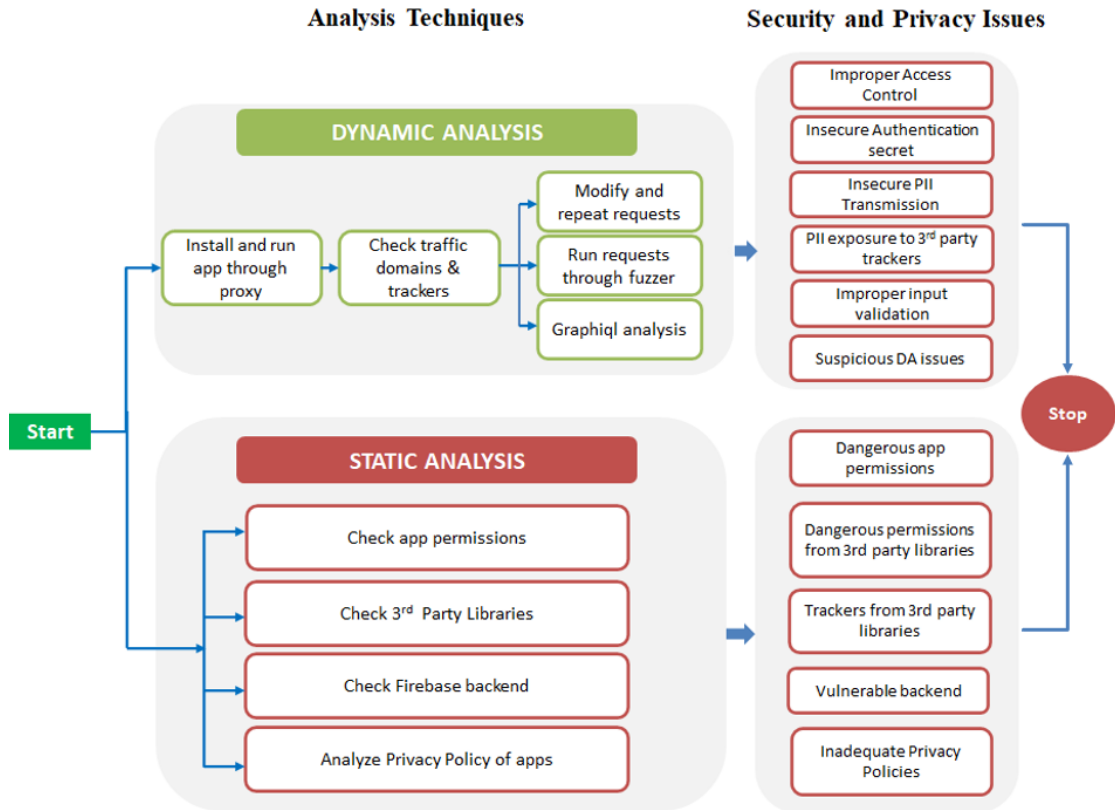 Analysis Techniques
Security and Privacy Issues
DYNAMIC ANALYSIS
Install and run
app through
proxy
Check traffic
domains &
trackers
Modify and
repeat requests
Run requests
through fuzzer
Graphiql analysis
Improper Access
Control
Insecure Authentication
secret
Insecure PII
Transmission
PII exposure to 3rd party
trackers
Improper input
validation
Suspicious DA issues
Start
Stop
STATIC ANALYSIS
Check app permissions
Check 3rd Party Libraries
Check Firebase backend
Analyze Privacy Policy of apps
Dangerous app
permissions
Dangerous permissions
from 3rd party libraries
Trackers from 3rd party
libraries
Vulnerable backend
Inadequate Privacy
Policies